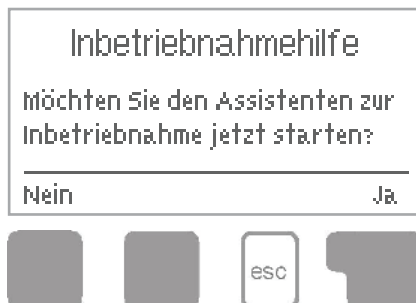 Inbetriebnahmehilfe
Möchten Sie den Assistenten zur
Inbetriebnahme jetzt starten?
Nein Ja
esc